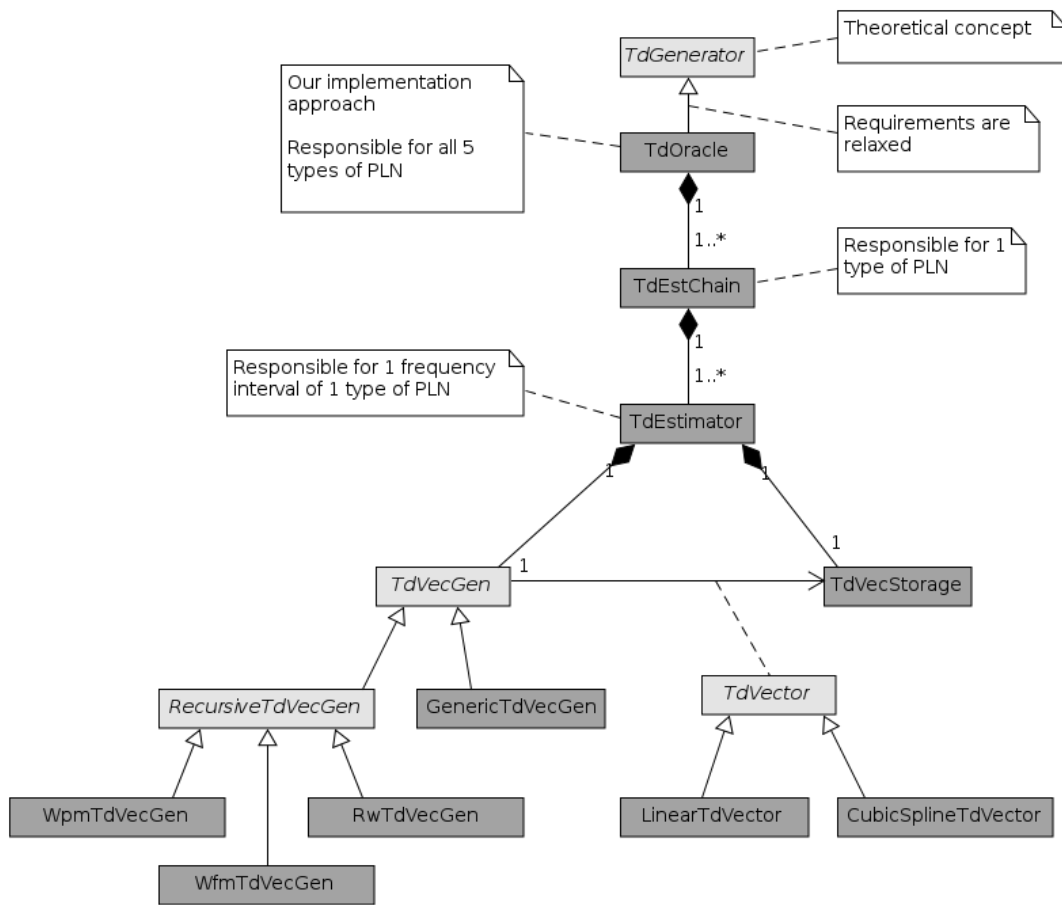 Theoretical concept
TdGenerator
Our implementation
approach
Responsible for all 5
types of PLN
Requirements are
relaxed
TdOracle
1
1..*
Responsible for 1
type of PLN
TdEstChain
1
1..*
Responsible for 1 frequency
interval of 1 type of PLN
TdEstimator
1
1
1
1
TdVecGen
TdVecStorage
RecursiveTdVecGen
GenericTdVecGen
TdVector
WpmTdVecGen
RwTdVecGen
LinearTdVector
CubicSplineTdVector
WfmTdVecGen